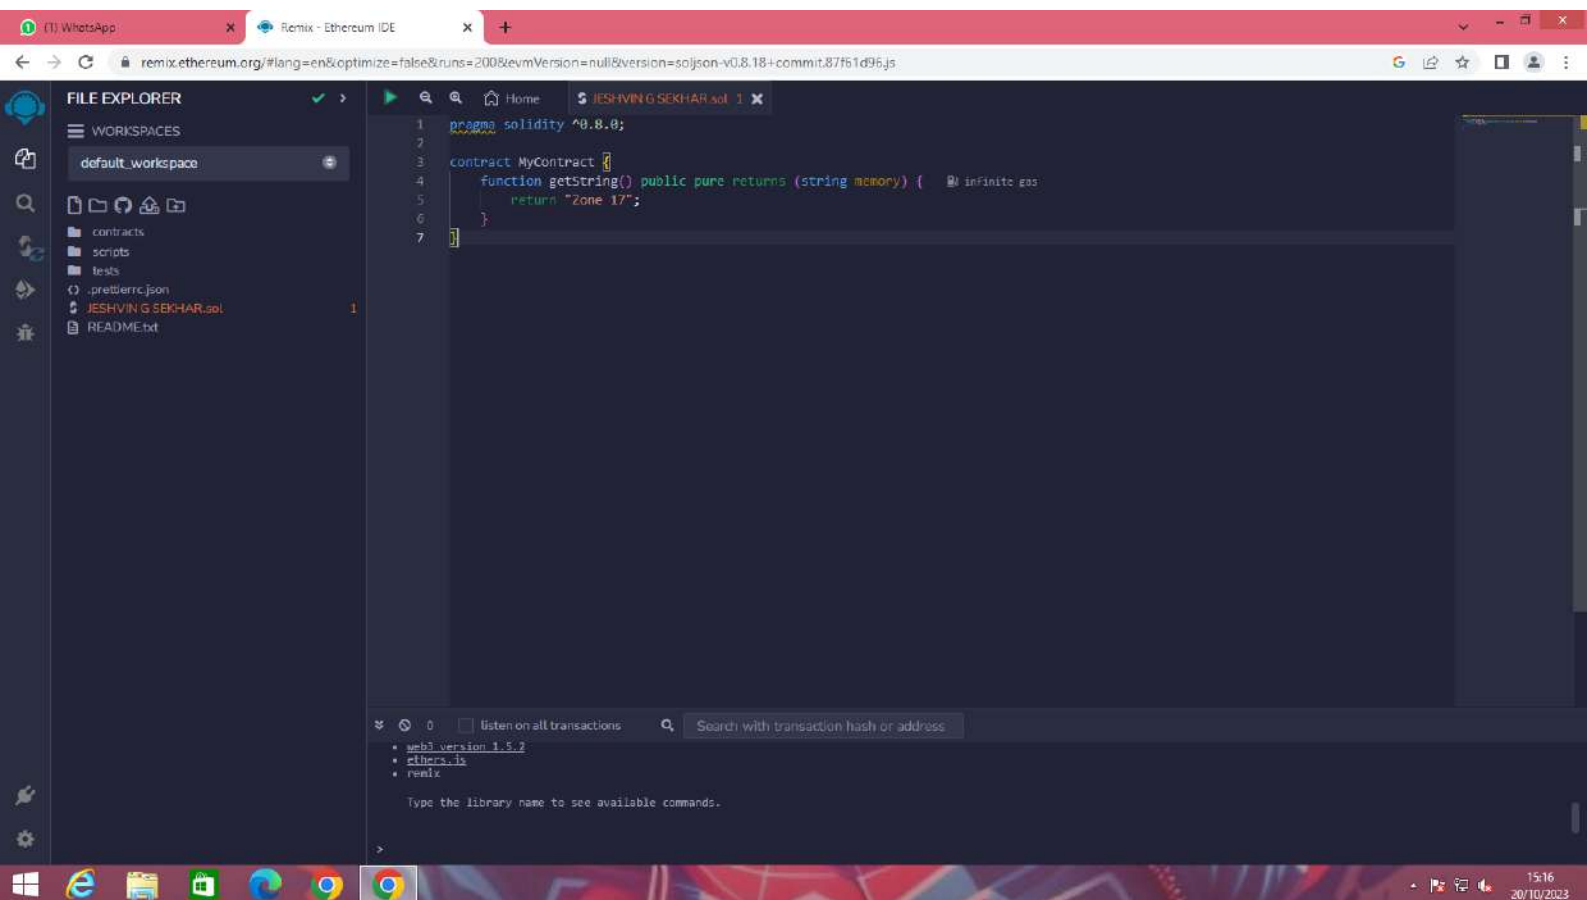 (1) WhatsApp
Remix - Ethereum IDE
remix.ethereum.org/#lang=en&optimize=false&runs=200&evmVersion=null&version=soljson-v0.8.18+commit.87f61d96.js
FILE EXPLORER
WORKSPACES
default_workspace
contracts
scripts
tests
.prettierrc.json
JESHVIN G SEKHAR.sol 1
README.txt
Home
JESHVIN G SEKHAR.sol 1
1 pragma solidity ^0.8.0;
2
3 contract MyContract {
4 function getString() public pure returns (string memory) { infinite gas
5 return "Zone 17";
6 }
7 }
0 listen on all transactions Search with transaction hash or address
• web3 version 1.5.2
• ethers.js
• remix
Type the library name to see available commands.
>
15:16
20/10/2023